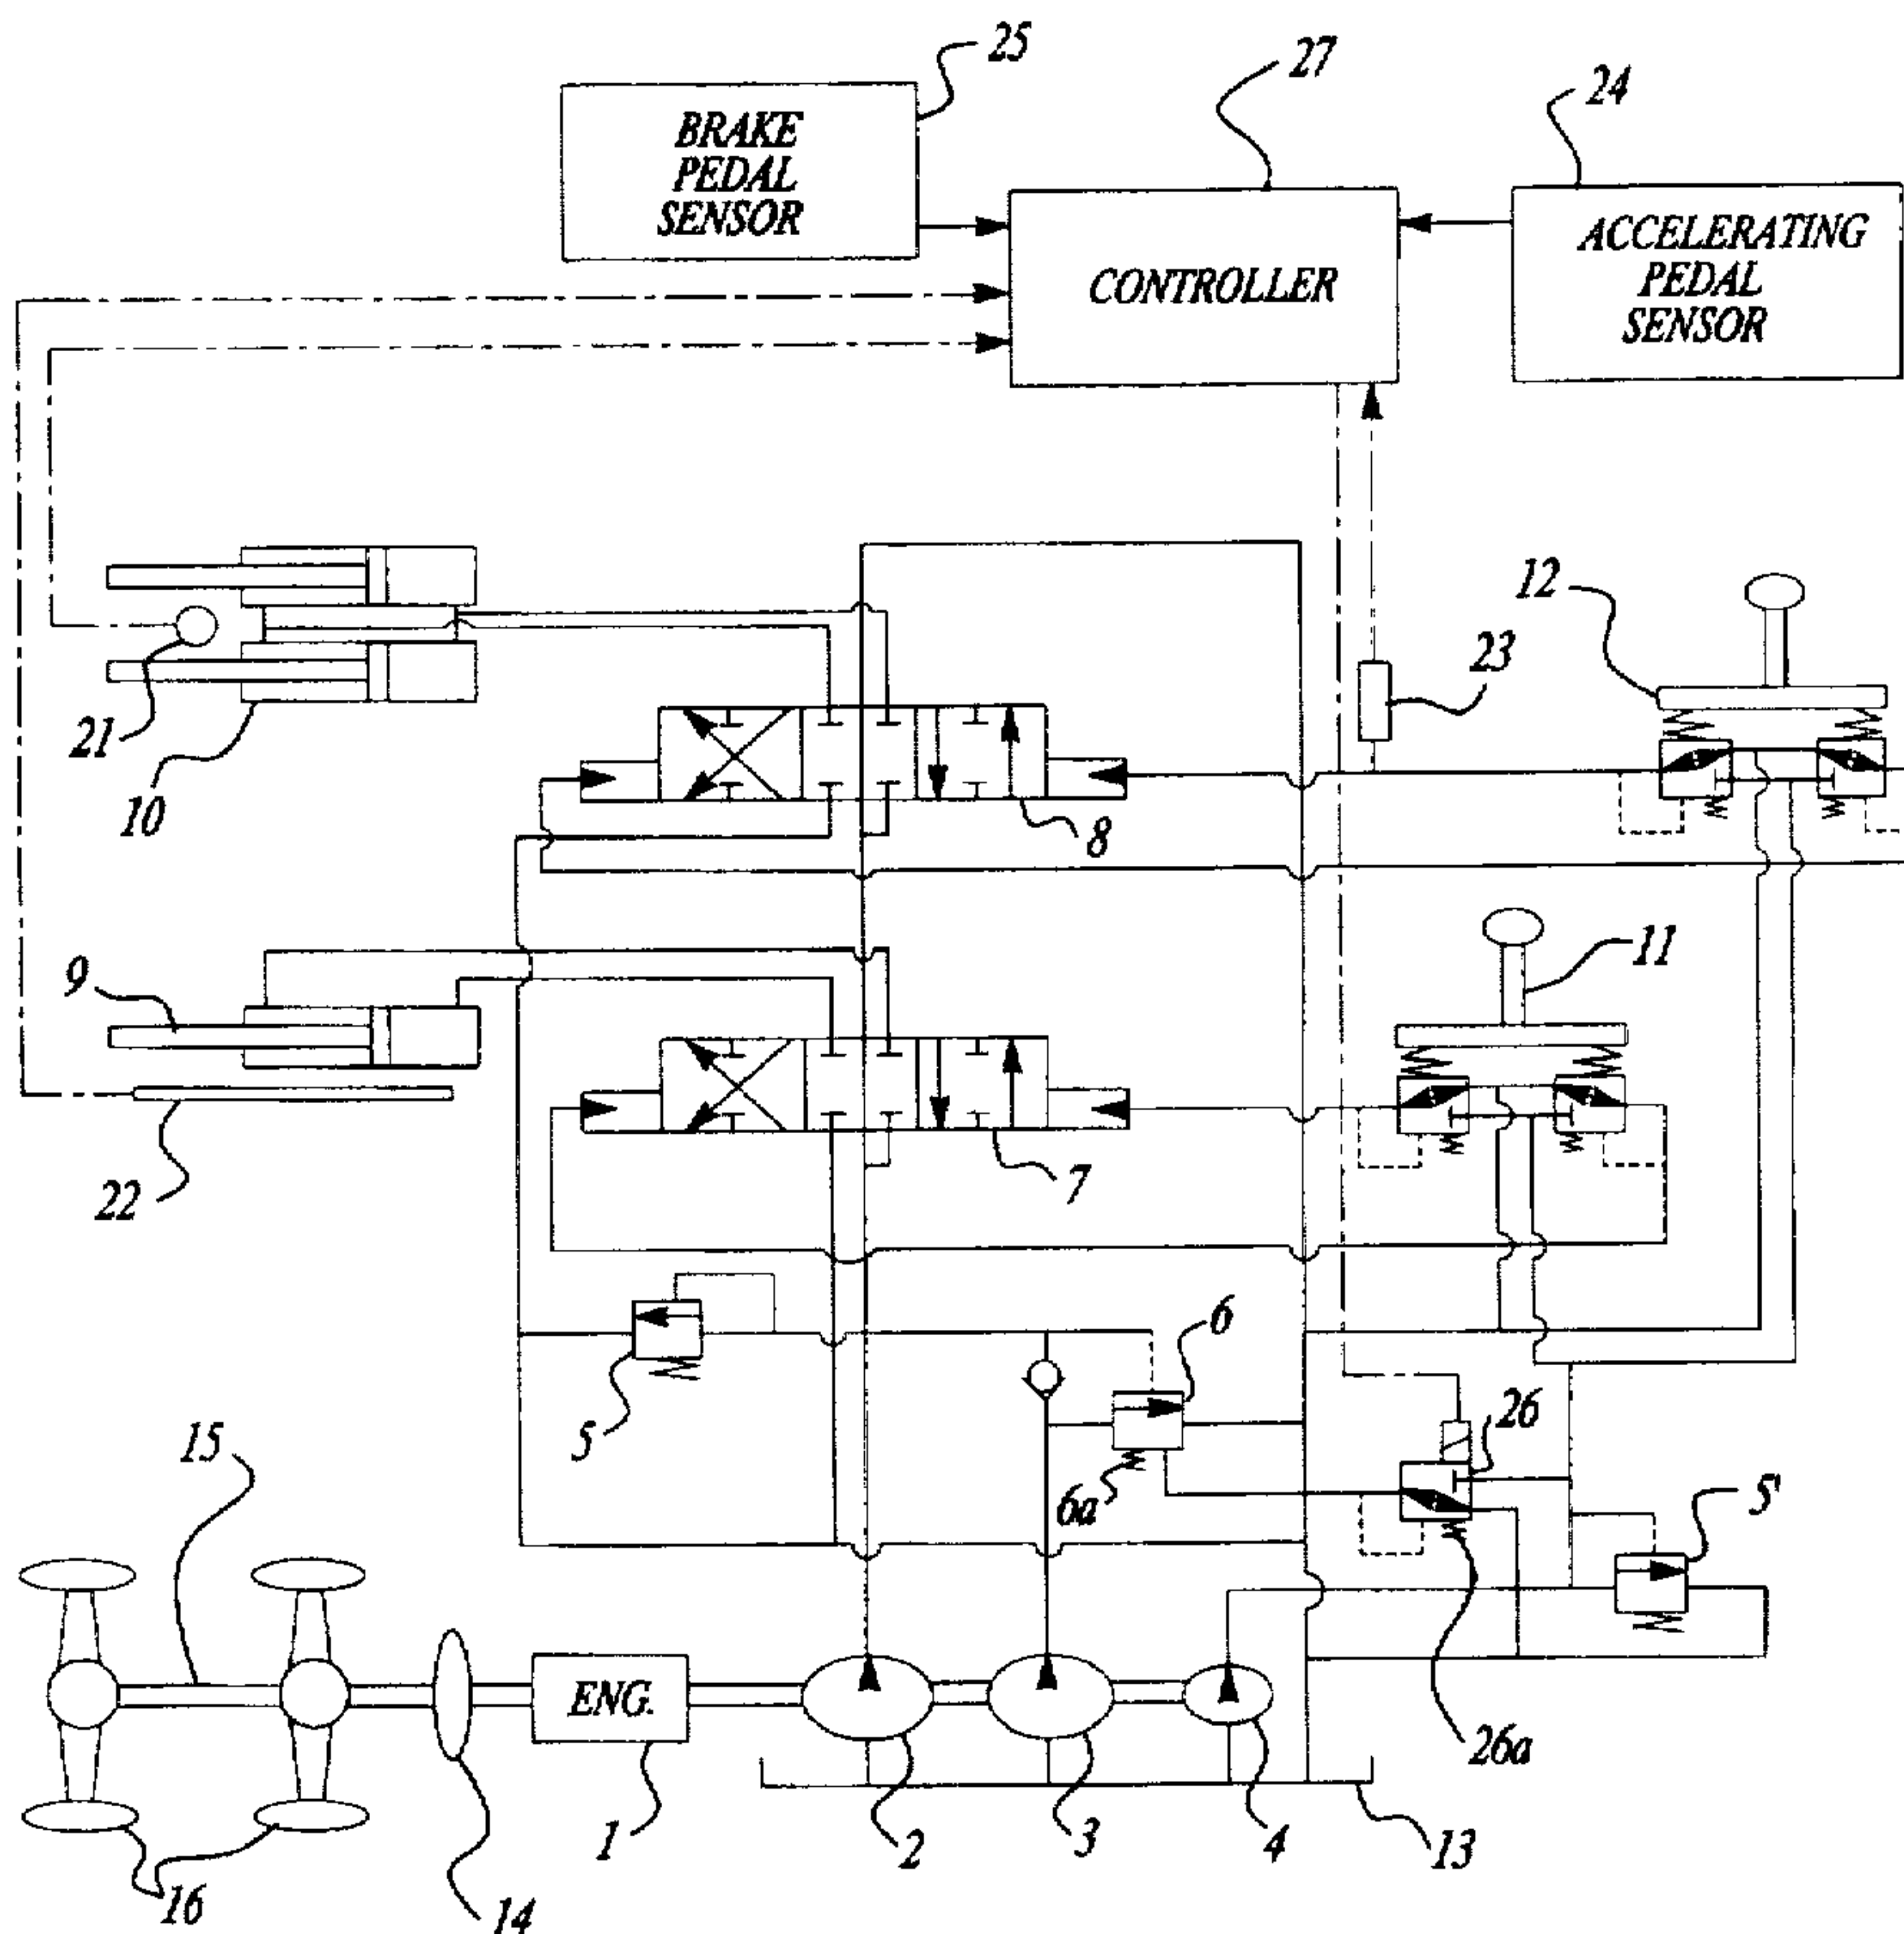 25
27
24
BRAKE
PEDAL
SENSOR
CONTROLLER
ACCELERATING
PEDAL
SENSOR
12
23
21
10
8
9
11
22
7
6
5
26
15
6a
5'
ENG.
26a
1
2
3
4
13
16
14